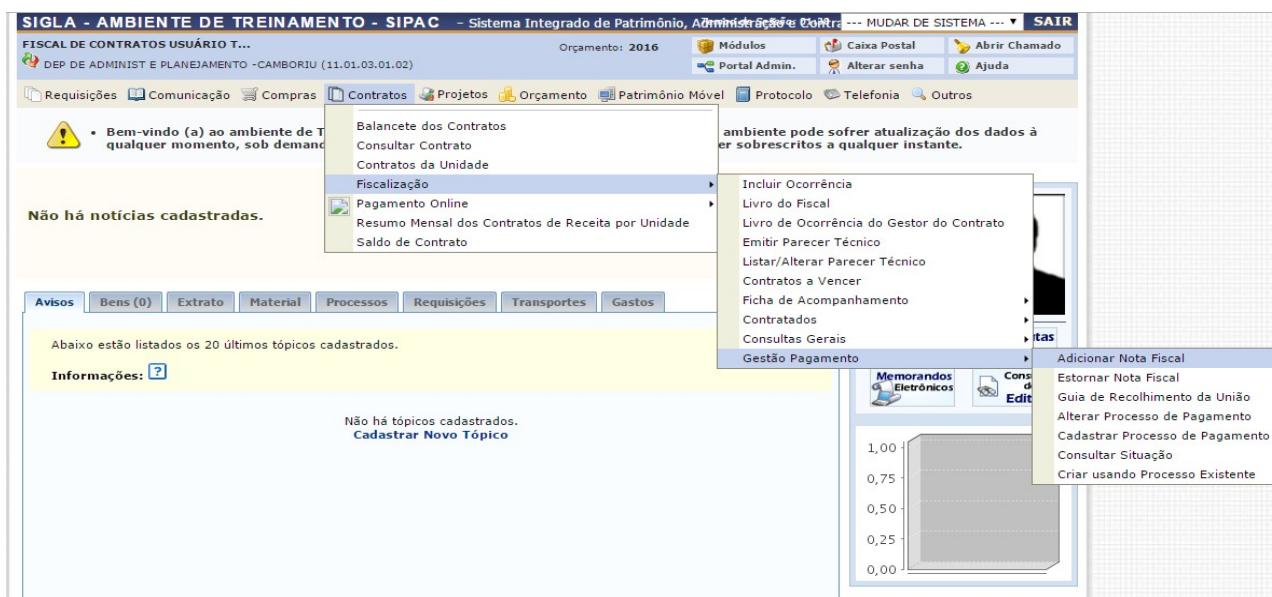 SIGLA - AMBIENTE DE TREINAMENTO - SIPAC – Sistema Integrado de Patrimônio, Administração e Contra --- MUDAR DE SISTEMA --- ▼ SAIR
FISCAL DE CONTRATOS USUÁRIO T...
DEP DE ADMINIST E PLANEJAMENTO -CAMBORIU (11.01.03.01.02)
Orçamento: 2016
Módulos Caixa Postal Abrir Chamado
Portal Admin. Alterar senha Ajuda
Requisições Comunicação Compras Contratos Projetos Orçamento Patrimônio Móvel Protocolo Telefonia Outros
• Bem-vindo (a) ao ambiente de T ambiente pode sofrer atualização dos dados à
qualquer momento, sob demand er sobrescritos a qualquer instante.
Balancete dos Contratos
Consultar Contrato
Contratos da Unidade
Fiscalização
Pagamento Online
Resumo Mensal dos Contratos de Receita por Unidade
Saldo de Contrato
Incluir Ocorrência
Livro do Fiscal
Livro de Ocorrência do Gestor do Contrato
Emitir Parecer Técnico
Listar/Alterar Parecer Técnico
Contratos a Vencer
Ficha de Acompanhamento
Contratados
Consultas Gerais
Gestão Pagamento
Adicionar Nota Fiscal
Estornar Nota Fiscal
Guia de Recolhimento da União
Alterar Processo de Pagamento
Cadastrar Processo de Pagamento
Consultar Situação
Criar usando Processo Existente
Não há notícias cadastradas.
Avisos Bens (0) Extrato Material Processos Requisições Transportes Gastos
Abaixo estão listados os 20 últimos tópicos cadastrados.
Informações: ?
Não há tópicos cadastrados.
Cadastrar Novo Tópico
tas
Memorandos
Eletrônicos
Cons
d
Edit
1,00
0,75
0,50
0,25
0,00